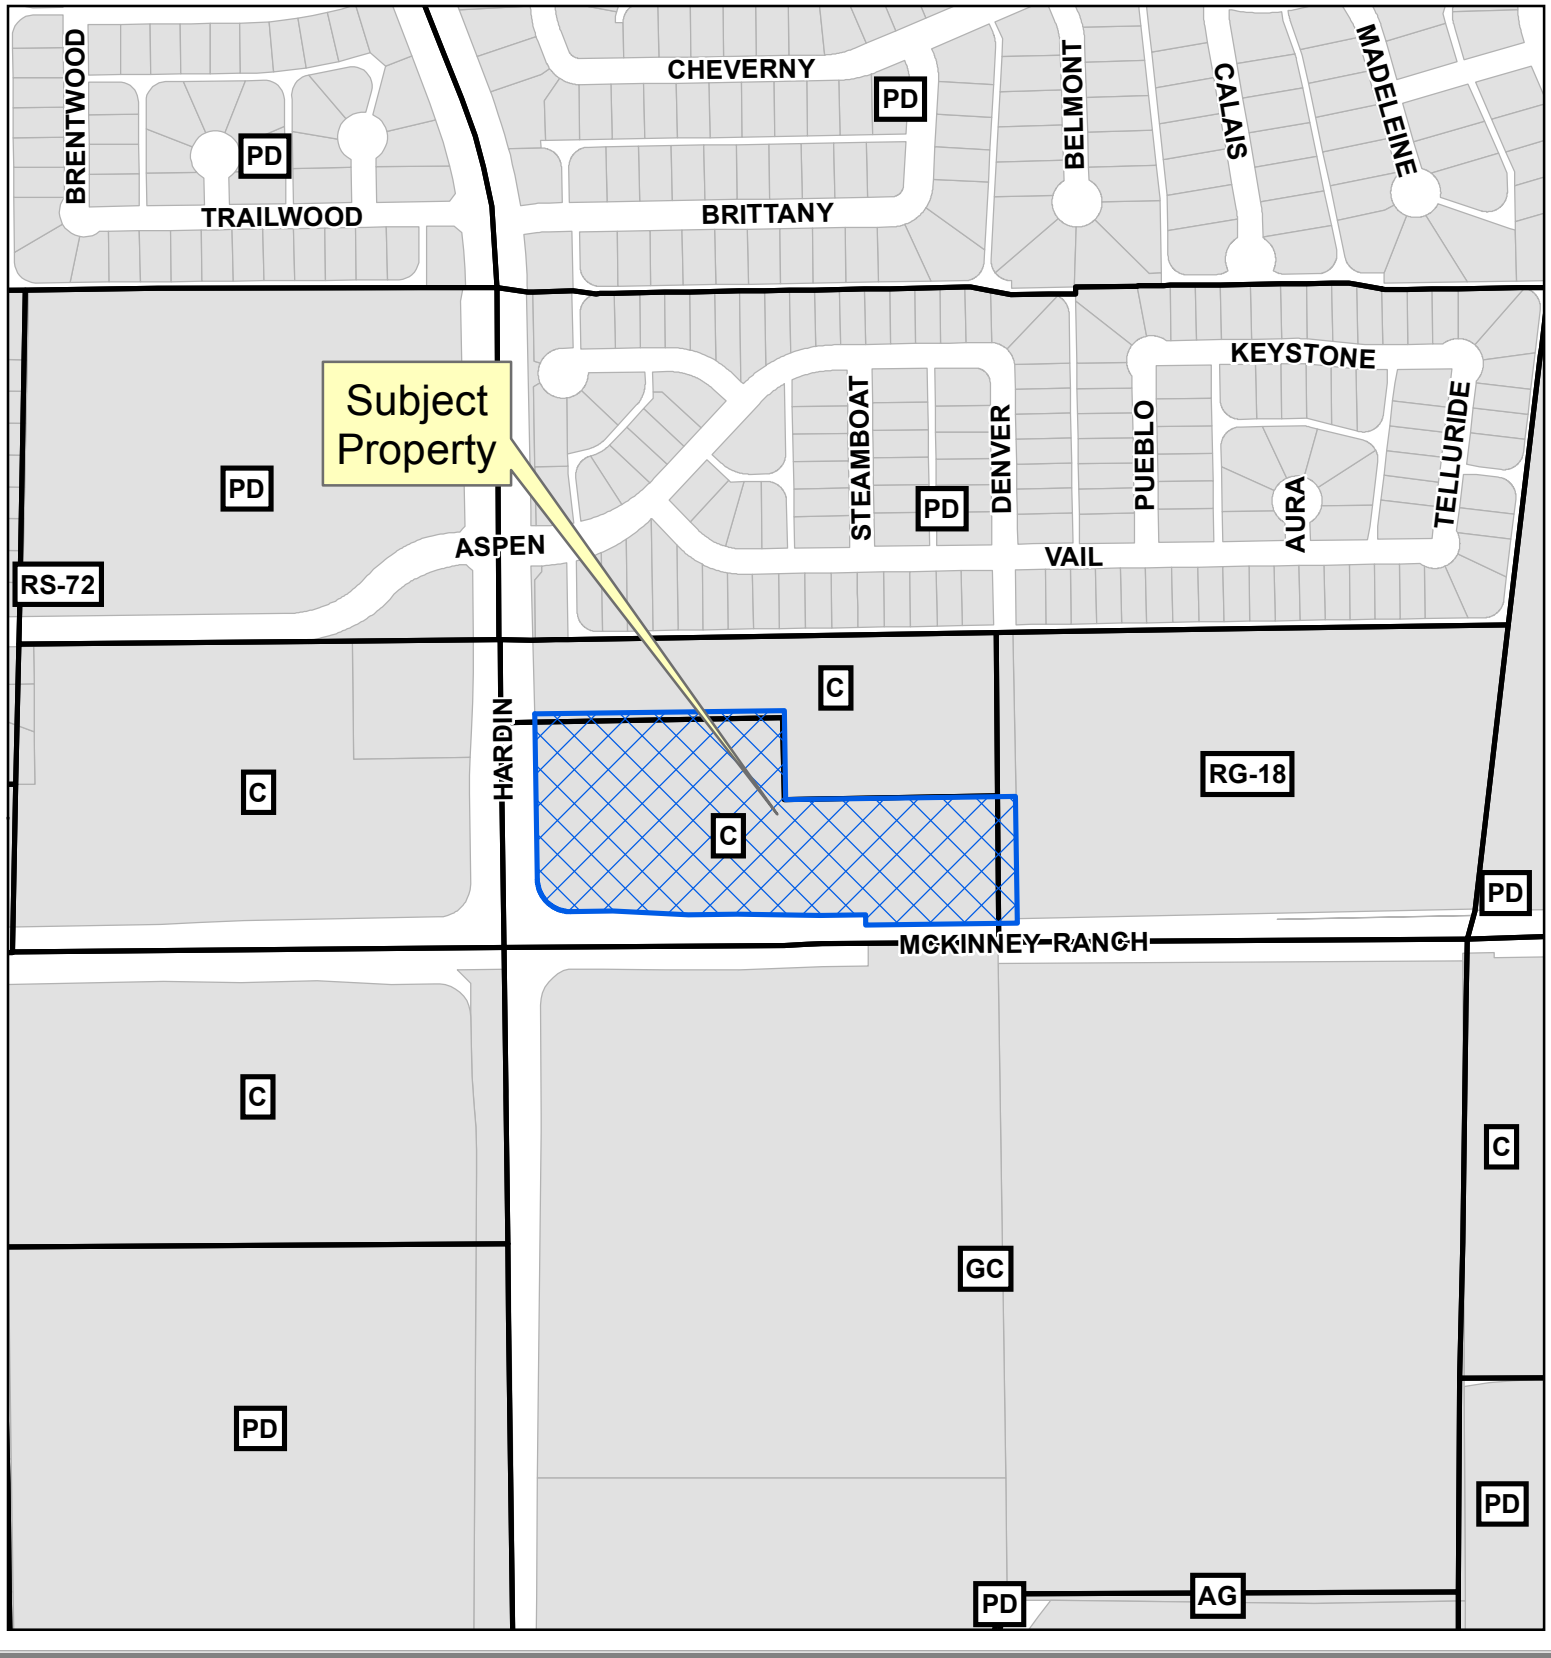 BRENTWOOD
CHEVERNY
BELMONT
CALAIS
MADELEINE
PD
PD
TRAILWOOD
BRITTANY
KEYSTONE
Subject
Property
STEAMBOAT
DENVER
PUEBLO
TELLURIDE
PD
PD
AURA
ASPEN
VAIL
RS-72
C
HARDIN
RG-18
C
C
PD
MCKINNEY RANCH
C
C
GC
PD
PD
PD
AG